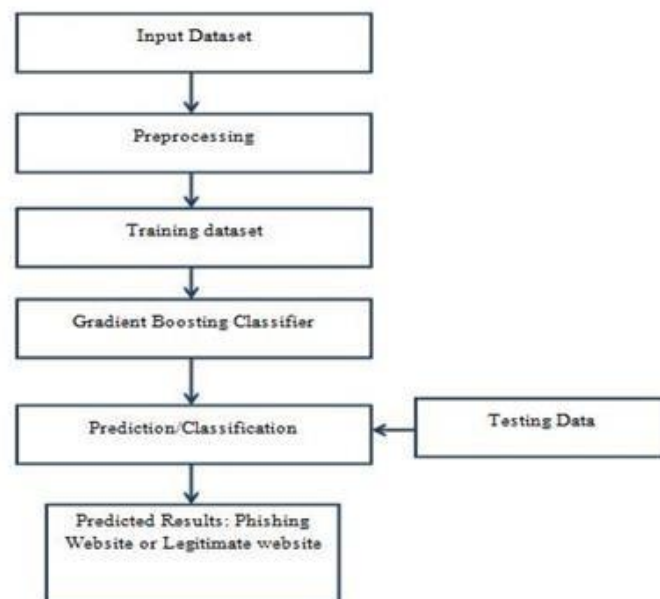 Input Dataset
Preprocessing
Training dataset
Gradient Boosting Classifier
Prediction/Classification
Testing Data
Predicted Results: Phishing
Website or Legitimate website